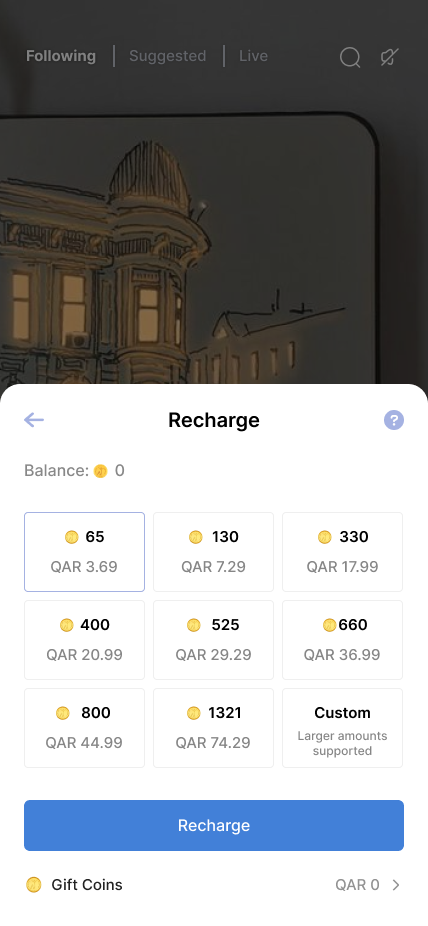 Following
Suggested
Live
Recharge
?
Balance: 0
65
QAR 3.69
130
QAR 7.29
330
QAR 17.99
400
QAR 20.99
525
QAR 29.29
660
QAR 36.99
800
QAR 44.99
1321
QAR 74.29
Custom
Larger amounts
supported
Recharge
Gift Coins
QAR 0